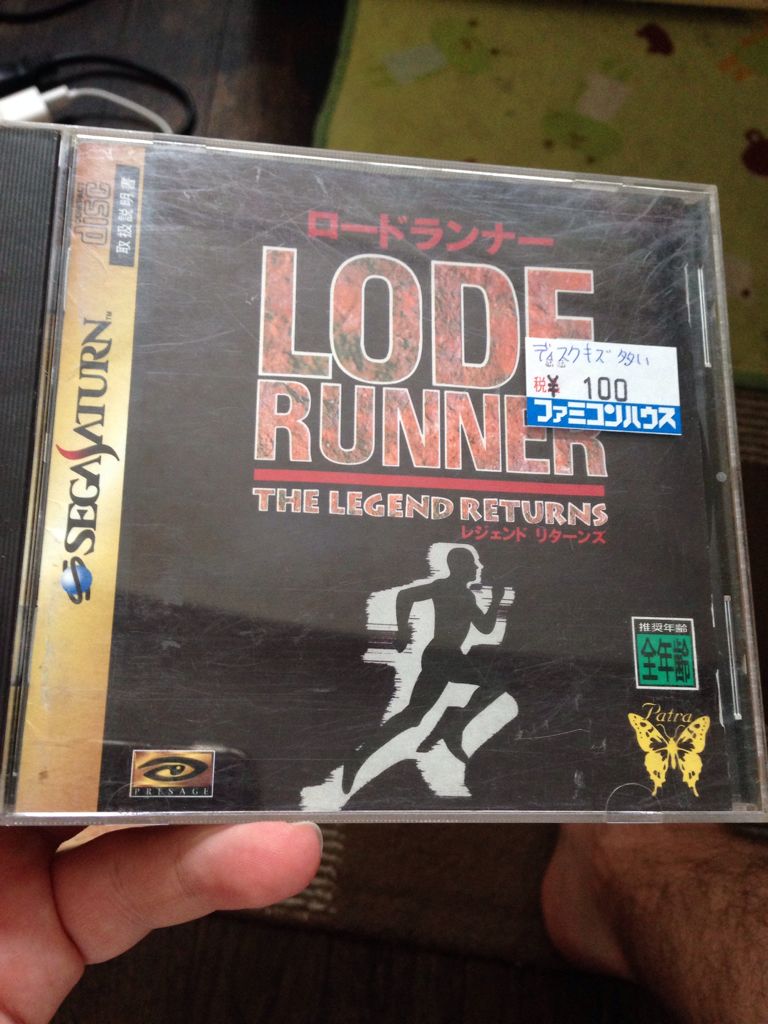 COMPACT
disc
取扱説明書
SEGA SATURN™
ロードランナー
LODE
RUNNER
THE LEGEND RETURNS
レジェンド リターンズ
ディスクキズ多い
¥ 100
ファミコンハウス
推奨年齢
全年齢
Patra
PRESAGE